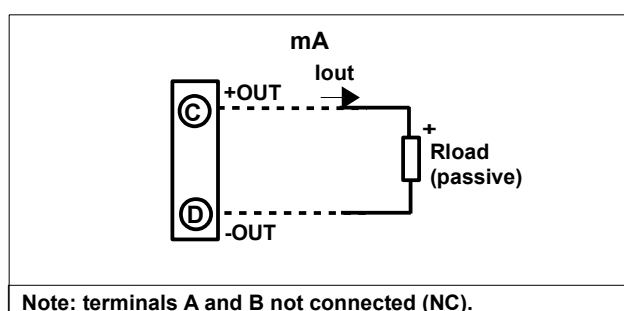 mA
Iout
+OUT
C
+
Rload
(passive)
D
-OUT
Note: terminals A and B not connected (NC).